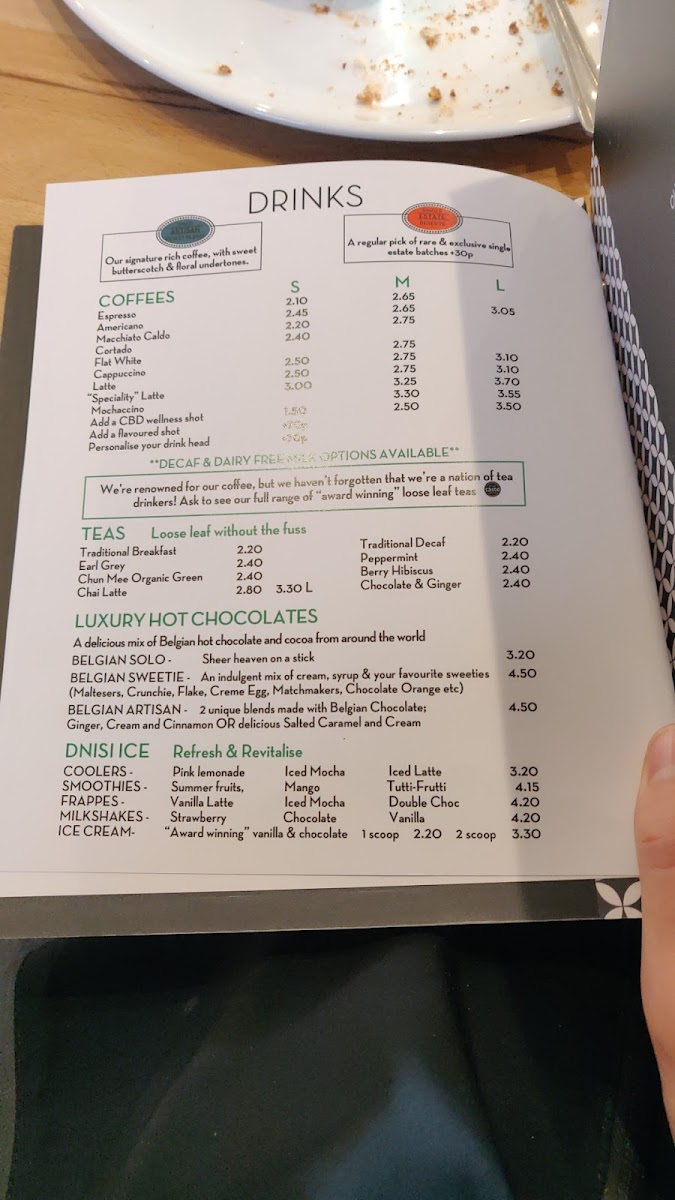 DRINKS
ARTISAN
Our signature rich coffee, with sweet
butterscotch & floral undertones.
ESTATE
RESERVE
A regular pick of rare & exclusive single
estate batches +30p
COFFEES S M L
Espresso 2.10 2.65
Americano 2.45 2.65 3.05
Macchiato Caldo 2.20 2.75
Cortado 2.40
Flat White 2.75
Cappuccino 2.50 2.75 3.10
Latte 2.50 2.75 3.10
"Speciality" Latte 3.00 3.25 3.70
Mochaccino 3.30 3.55
Add a CBD wellness shot 1.50 2.50 3.50
Add a flavoured shot
Personalise your drink head
**DECAF & DAIRY FREE MILK OPTIONS AVAILABLE**
We're renowned for our coffee, but we haven't forgotten that we're a nation of tea
drinkers! Ask to see our full range of "award winning" loose leaf teas
TEAS Loose leaf without the fuss
Traditional Breakfast 2.20 Traditional Decaf 2.20
Earl Grey 2.40 Peppermint 2.40
Chun Mee Organic Green 2.40 Berry Hibiscus 2.40
Chai Latte 2.80 3.30 L Chocolate & Ginger 2.40
LUXURY HOT CHOCOLATES
A delicious mix of Belgian hot chocolate and cocoa from around the world
BELGIAN SOLO - Sheer heaven on a stick 3.20
BELGIAN SWEETIE - An indulgent mix of cream, syrup & your favourite sweeties 4.50
(Maltesers, Crunchie, Flake, Creme Egg, Matchmakers, Chocolate Orange etc)
BELGIAN ARTISAN - 2 unique blends made with Belgian Chocolate; 4.50
Ginger, Cream and Cinnamon OR delicious Salted Caramel and Cream
DNISI ICE Refresh & Revitalise
COOLERS - Pink lemonade Iced Mocha Iced Latte 3.20
SMOOTHIES - Summer fruits, Mango Tutti-Frutti 4.15
FRAPPES - Vanilla Latte Iced Mocha Double Choc 4.20
MILKSHAKES - Strawberry Chocolate Vanilla 4.20
ICE CREAM- "Award winning" vanilla & chocolate 1 scoop 2.20 2 scoop 3.30